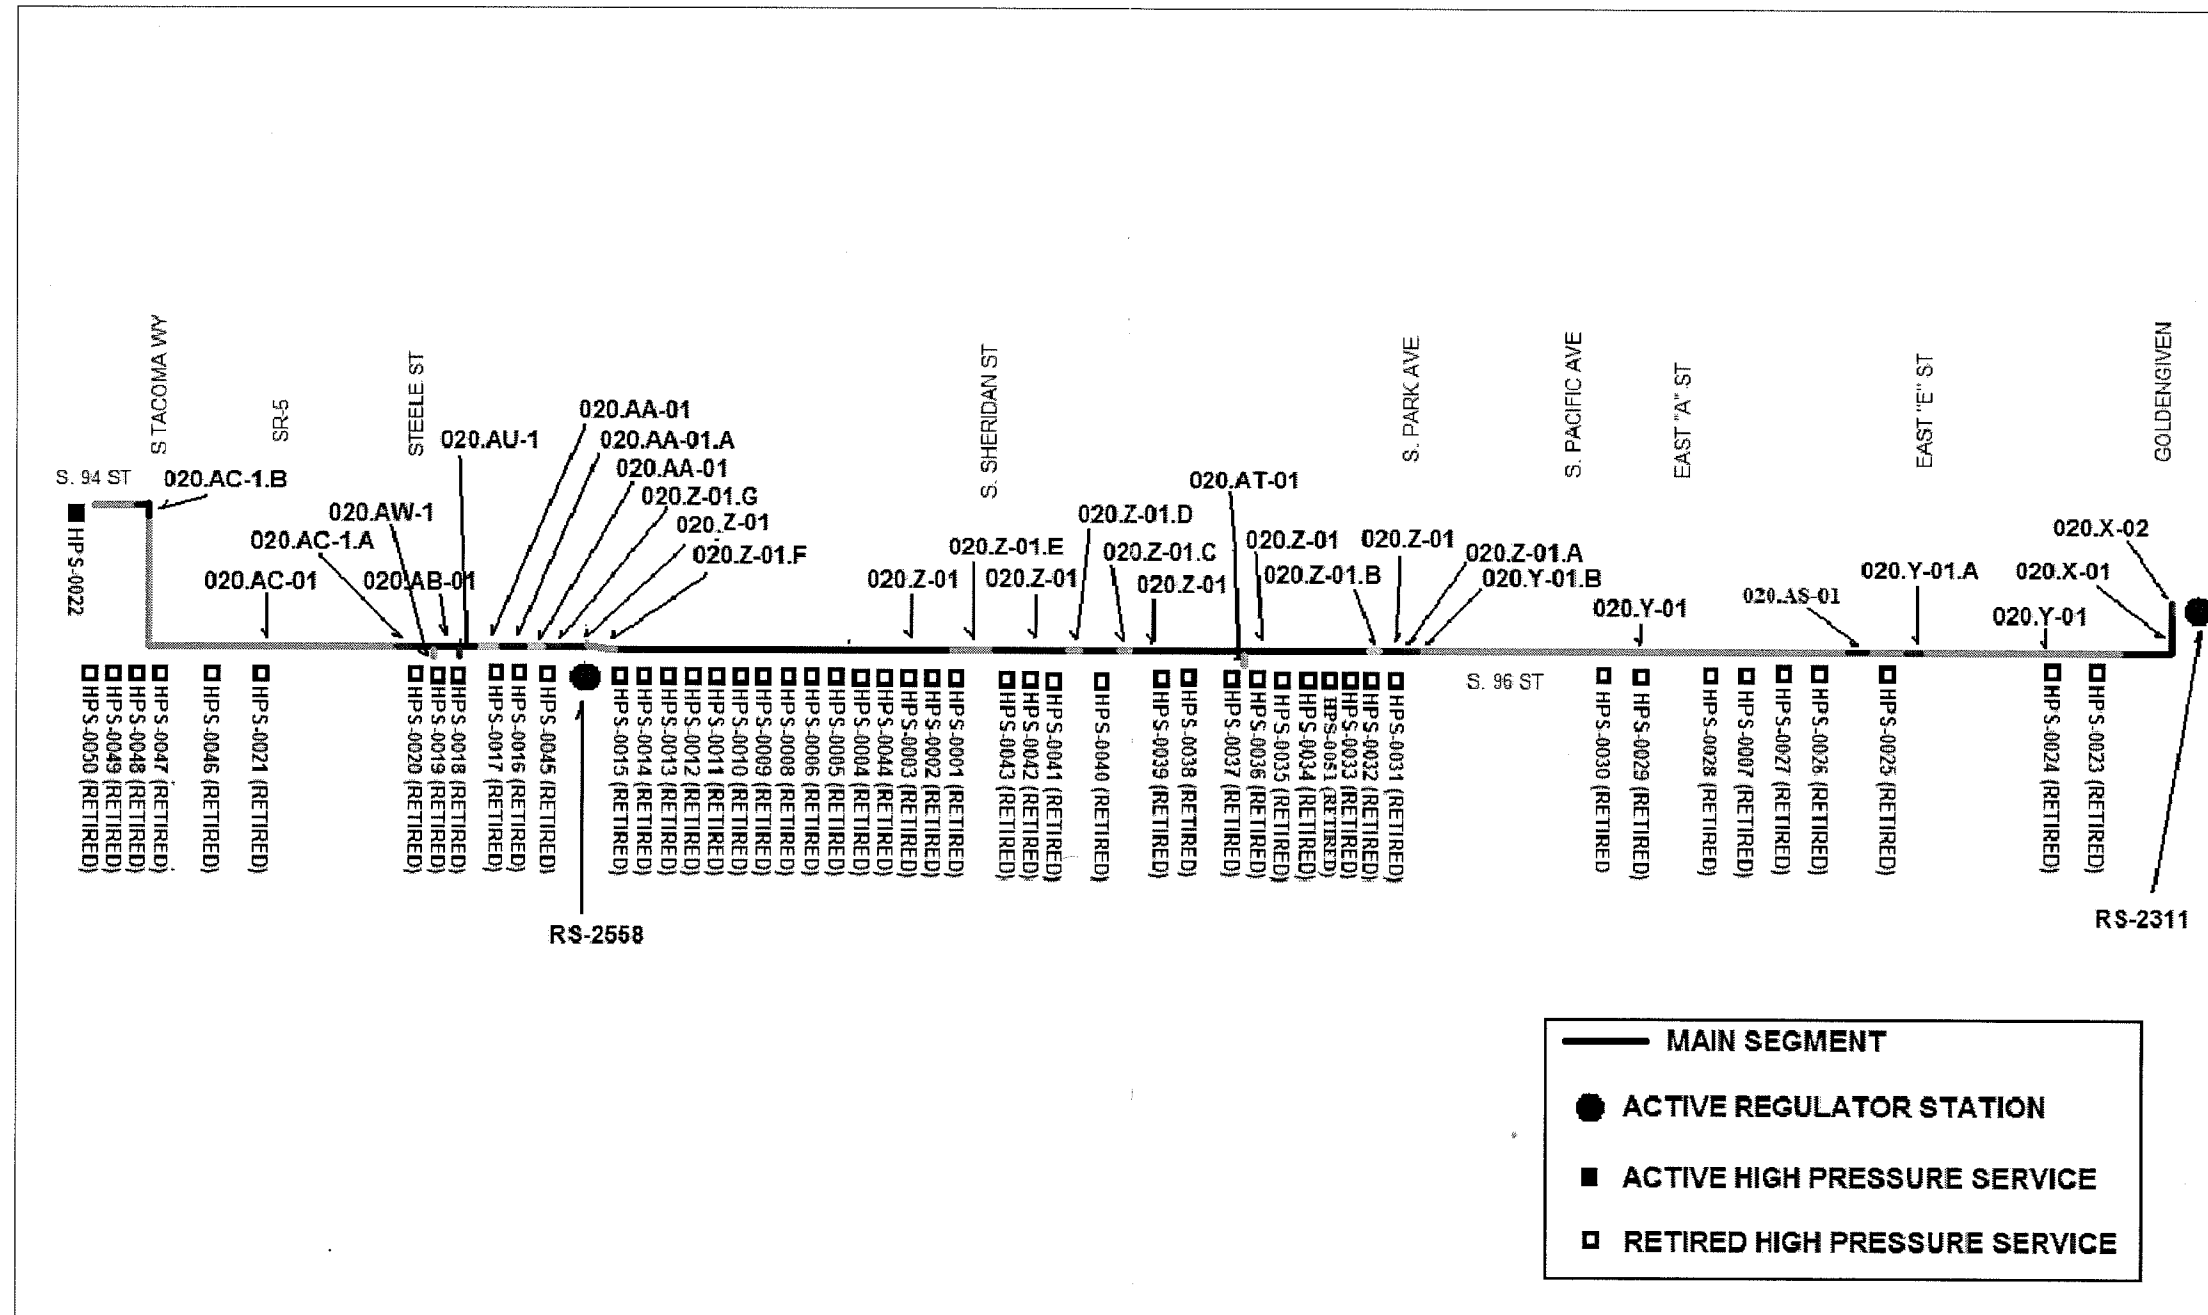 S TACOMA WY
SR-5
STEELE ST
S. SHERIDAN ST
S. PARK AVE
S. PACIFIC AVE
EAST "A" ST
EAST "E" ST
GOLDENGIVEN
S. 94 ST
020.AC-1.B
020.AU-1
020.AA-01
020.AA-01.A
020.AA-01
020.Z-01.G
020.Z-01
020.Z-01.F
020.AW-1
020.AC-1.A
020.AC-01
020.AB-01
020.Z-01
020.Z-01.E
020.Z-01
020.Z-01.D
020.Z-01.C
020.Z-01
020.AT-01
020.Z-01
020.Z-01.B
020.Z-01
020.Z-01.A
020.Y-01.B
020.Y-01
020.AS-01
020.Y-01.A
020.Y-01
020.X-01
020.X-02
HPS-0022
S. 96 ST
HPS-0050 (RETIRED)
HPS-0049 (RETIRED)
HPS-0048 (RETIRED)
HPS-0047 (RETIRED)
HPS-0046 (RETIRED)
HPS-0021 (RETIRED)
HPS-0020 (RETIRED)
HPS-0019 (RETIRED)
HPS-0018 (RETIRED)
HPS-0017 (RETIRED)
HPS-0016 (RETIRED)
HPS-0045 (RETIRED)
HPS-0015 (RETIRED)
HPS-0014 (RETIRED)
HPS-0013 (RETIRED)
HPS-0012 (RETIRED)
HPS-0011 (RETIRED)
HPS-0010 (RETIRED)
HPS-0009 (RETIRED)
HPS-0008 (RETIRED)
HPS-0006 (RETIRED)
HPS-0005 (RETIRED)
HPS-0004 (RETIRED)
HPS-0044 (RETIRED)
HPS-0003 (RETIRED)
HPS-0002 (RETIRED)
HPS-0001 (RETIRED)
HPS-0043 (RETIRED)
HPS-0042 (RETIRED)
HPS-0041 (RETIRED)
HPS-0040 (RETIRED)
HPS-0039 (RETIRED)
HPS-0038 (RETIRED)
HPS-0037 (RETIRED)
HPS-0036 (RETIRED)
HPS-0035 (RETIRED)
HPS-0034 (RETIRED)
HPS-0051 (RETIRED)
HPS-0033 (RETIRED)
HPS-0032 (RETIRED)
HPS-0031 (RETIRED)
HPS-0030 (RETIRED
HPS-0029 (RETIRED)
HPS-0028 (RETIRED)
HPS-0007 (RETIRED)
HPS-0027 (RETIRED)
HPS-0026 (RETIRED)
HPS-0025 (RETIRED)
HPS-0024 (RETIRED)
HPS-0023 (RETIRED)
RS-2558
RS-2311
MAIN SEGMENT
ACTIVE REGULATOR STATION
ACTIVE HIGH PRESSURE SERVICE
RETIRED HIGH PRESSURE SERVICE